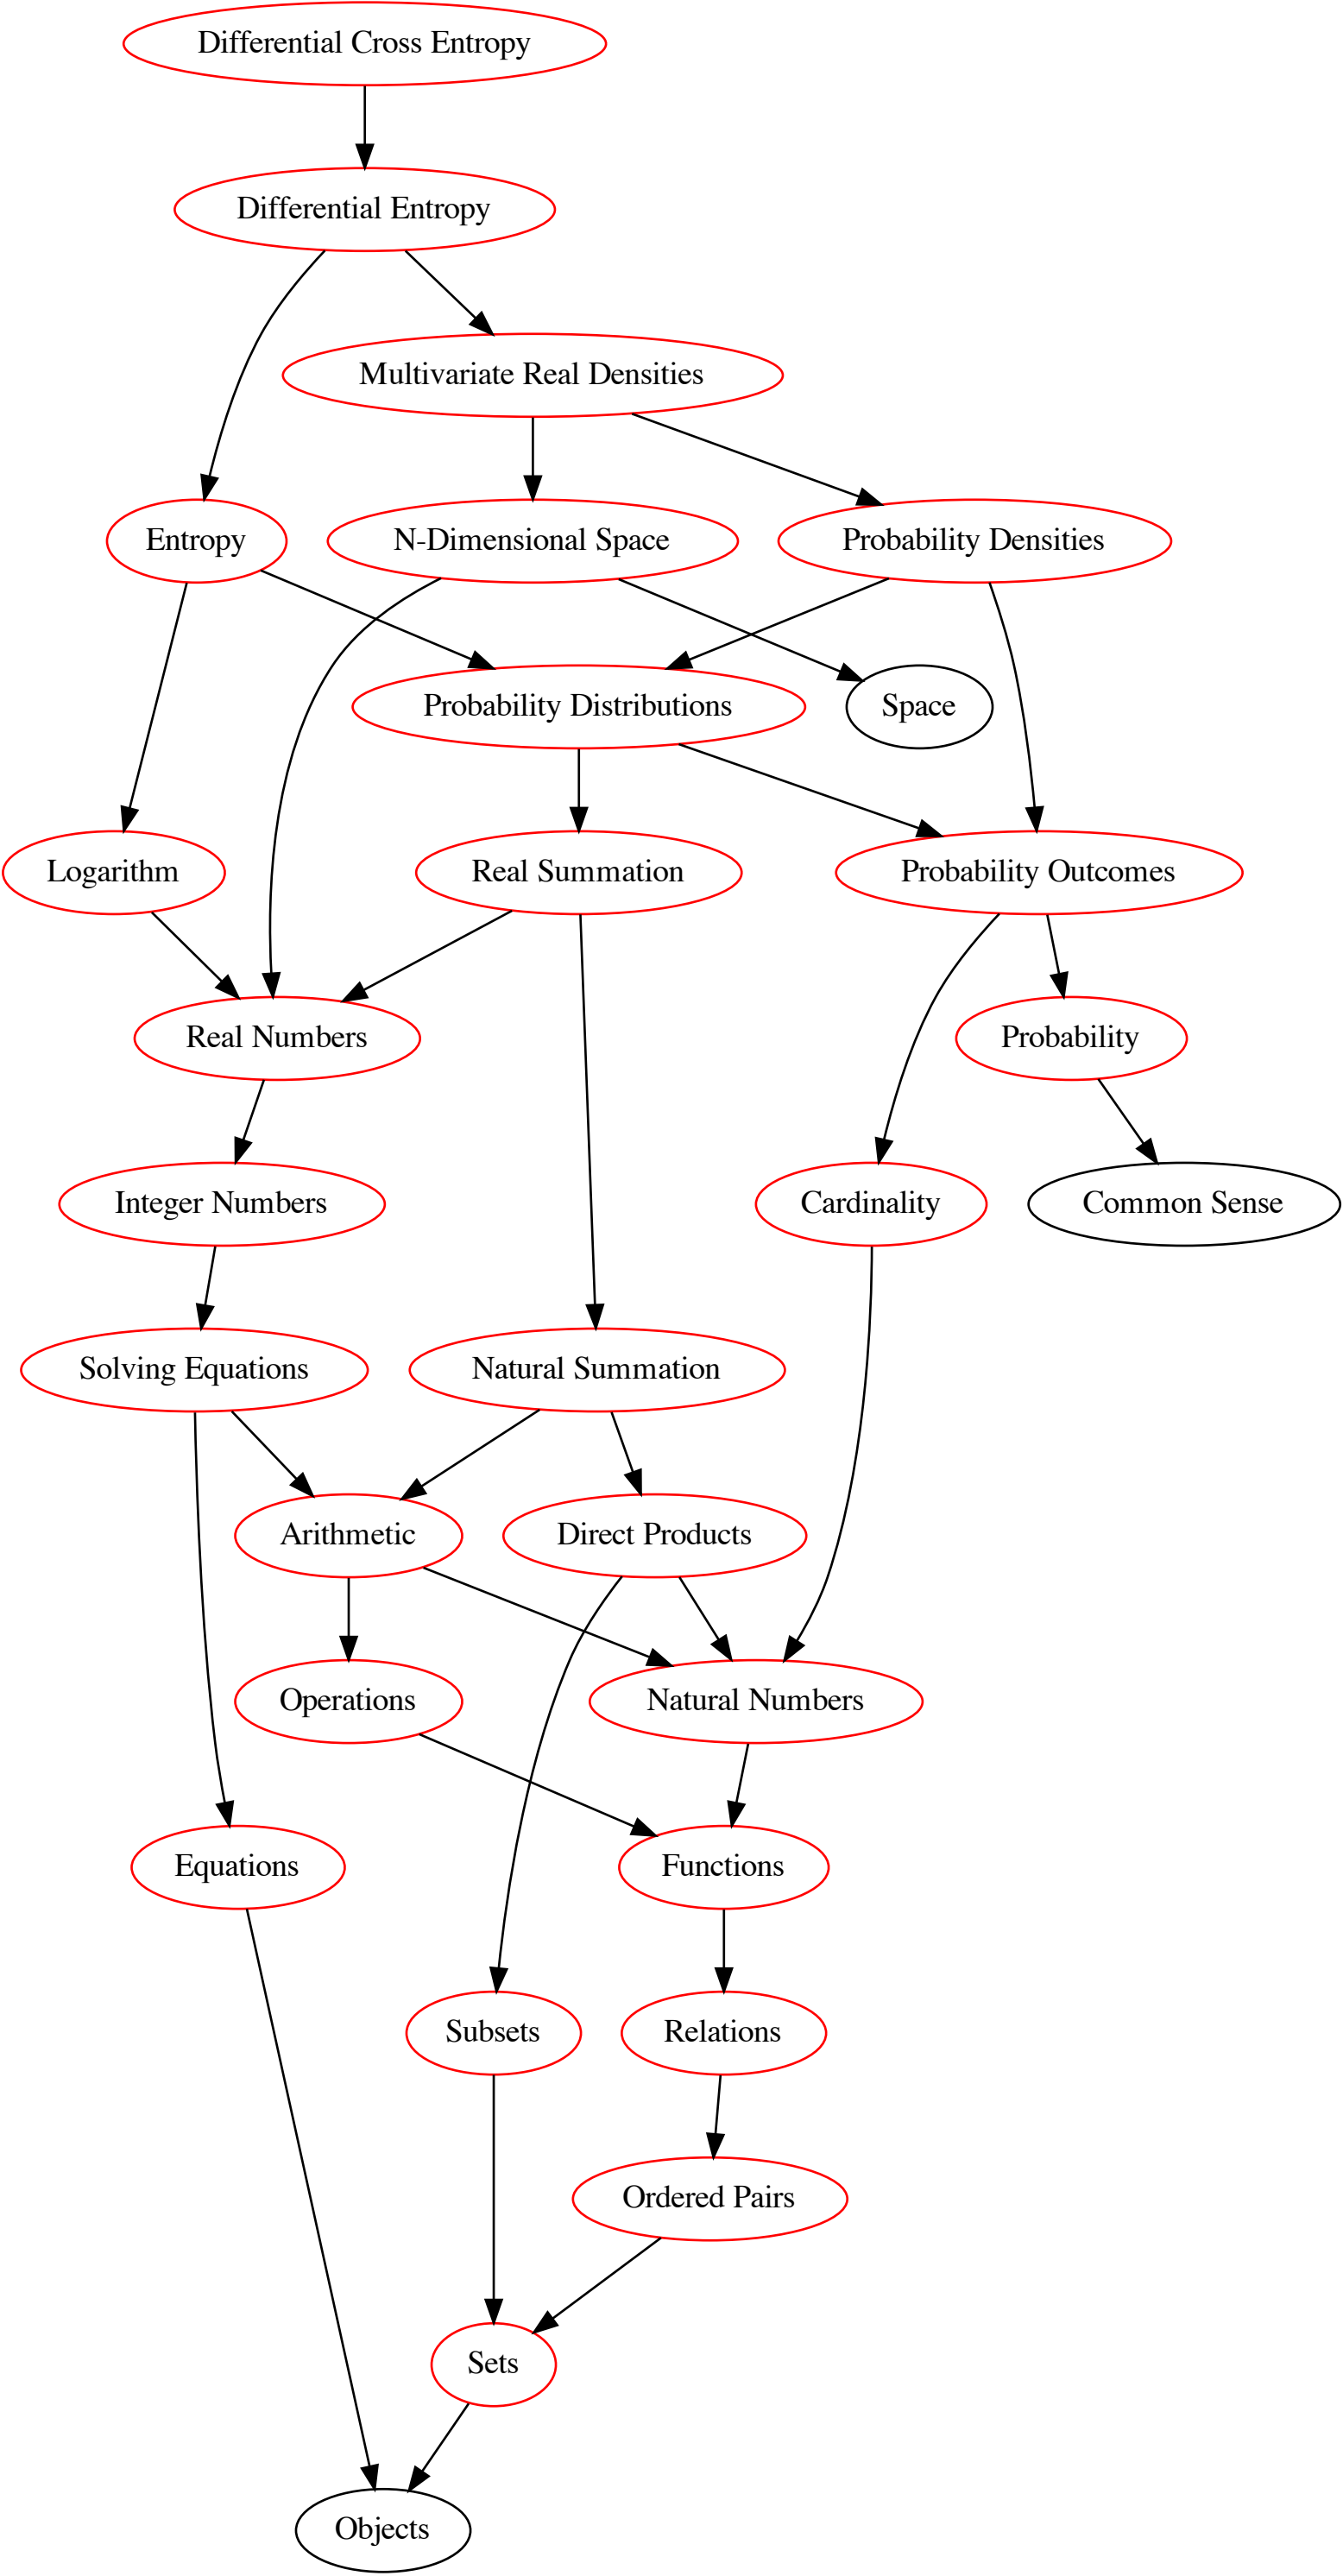 Differential Cross Entropy
Differential Entropy
Multivariate Real Densities
Entropy
N-Dimensional Space
Probability Densities
Probability Distributions
Space
Logarithm
Real Summation
Probability Outcomes
Real Numbers
Probability
Integer Numbers
Cardinality
Common Sense
Solving Equations
Natural Summation
Arithmetic
Direct Products
Operations
Natural Numbers
Equations
Functions
Subsets
Relations
Ordered Pairs
Sets
Objects